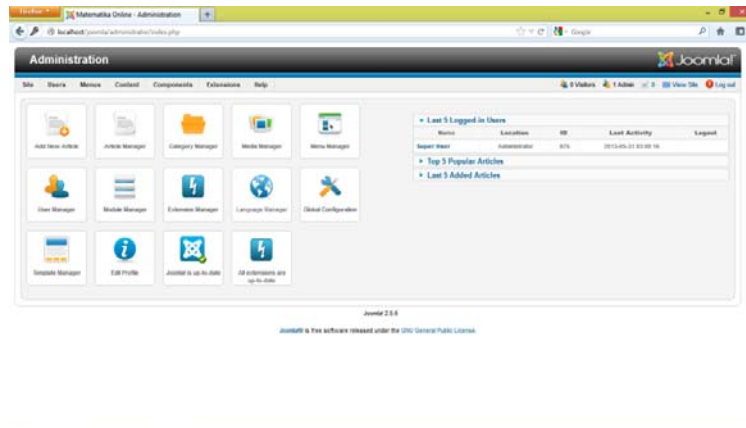 Firefox
Matematika Online - Administration
localhost/joomla/administrator/index.php
Google
Administration
Joomla!
Site Users Menus Content Components Extensions Help
0 Visitors 1 Admin 0 View Site Log out
Add New Article Article Manager Category Manager Media Manager Menu Manager
User Manager Module Manager Extension Manager Language Manager Global Configuration
Template Manager Edit Profile Joomla! is up-to-date All extensions are
up-to-date
Last 5 Logged-in Users
Name Location ID Last Activity Logout
Super User Administrator
Top 5 Popular Articles
Last 5 Added Articles
Joomla!
Joomla!® is free software released under the GNU General Public License.